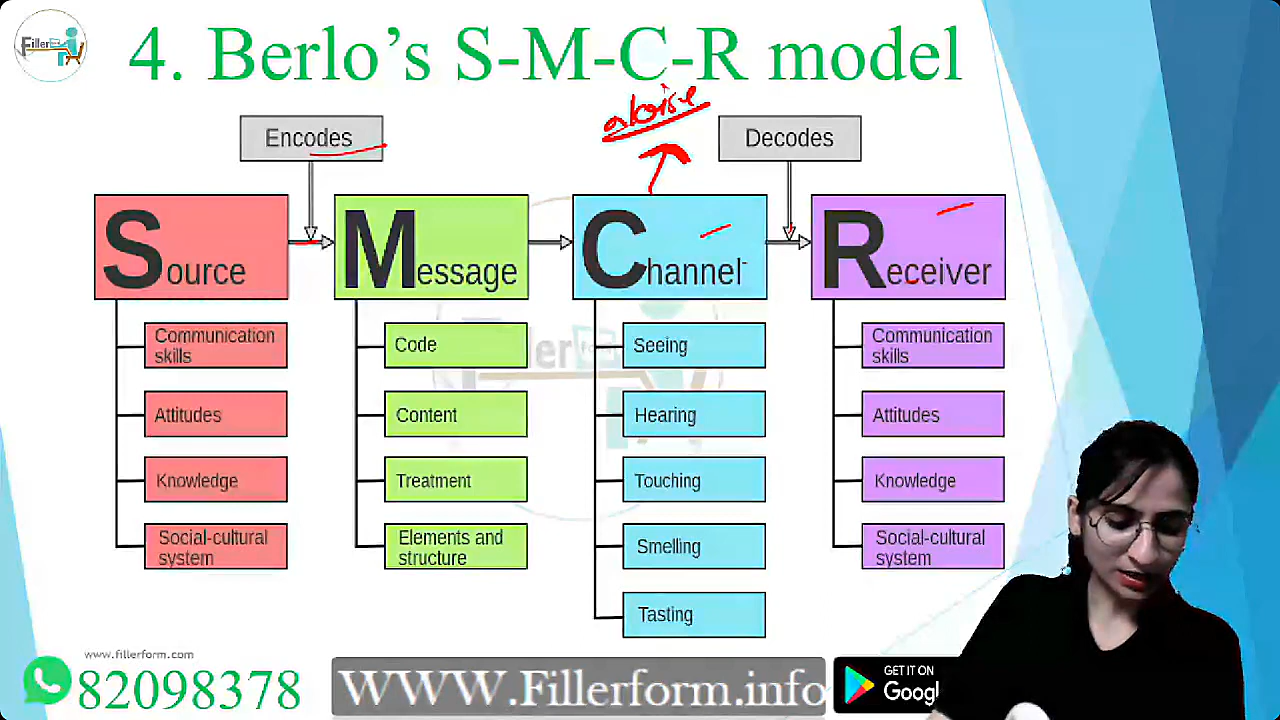 Filler
4. Berlo's S-M-C-R model
noise
Encodes
Decodes
Source
Message
Channel
Receiver
Communication
skills
Attitudes
Knowledge
Social-cultural
system
Code
Content
Treatment
Elements and
structure
Seeing
Hearing
Touching
Smelling
Tasting
Communication
skills
Attitudes
Knowledge
Social-cultural
system
www.fillerform.com
82098378
WWW.Fillerform.info
GET IT ON
Googl